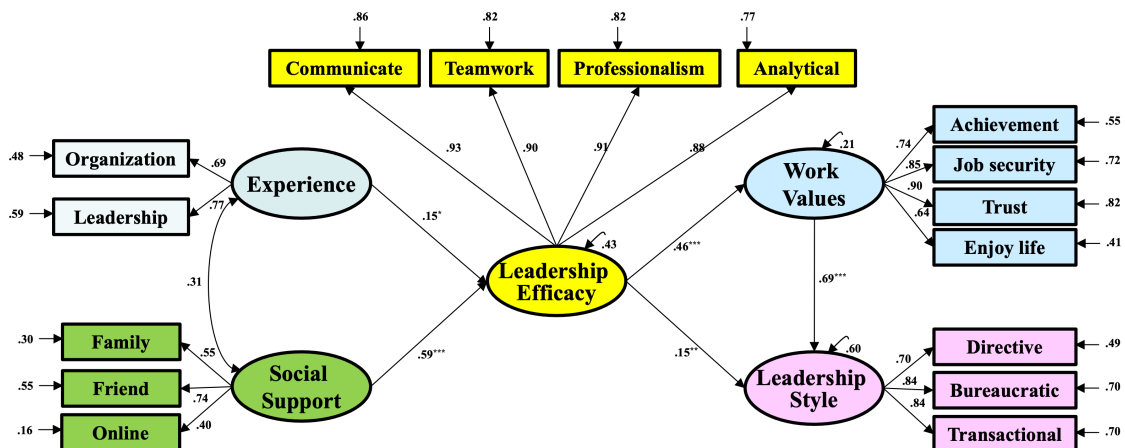 .86 .82 .82 .77
Communicate Teamwork Professionalism Analytical
.93 .90 .91 .88
.48 Organization .69
Experience
.59 Leadership .77
.15*
.31
.30 Family .55
.55 Friend .74
.16 Online .40
Social
Support
.59***
Leadership
Efficacy
.43
.46***
.15**
Work
Values
.21
.74 Achievement .55
.85 Job security .72
.90 Trust .82
.64 Enjoy life .41
.69***
Leadership
Style
.60
.70 Directive .49
.84 Bureaucratic .70
.84 Transactional .70